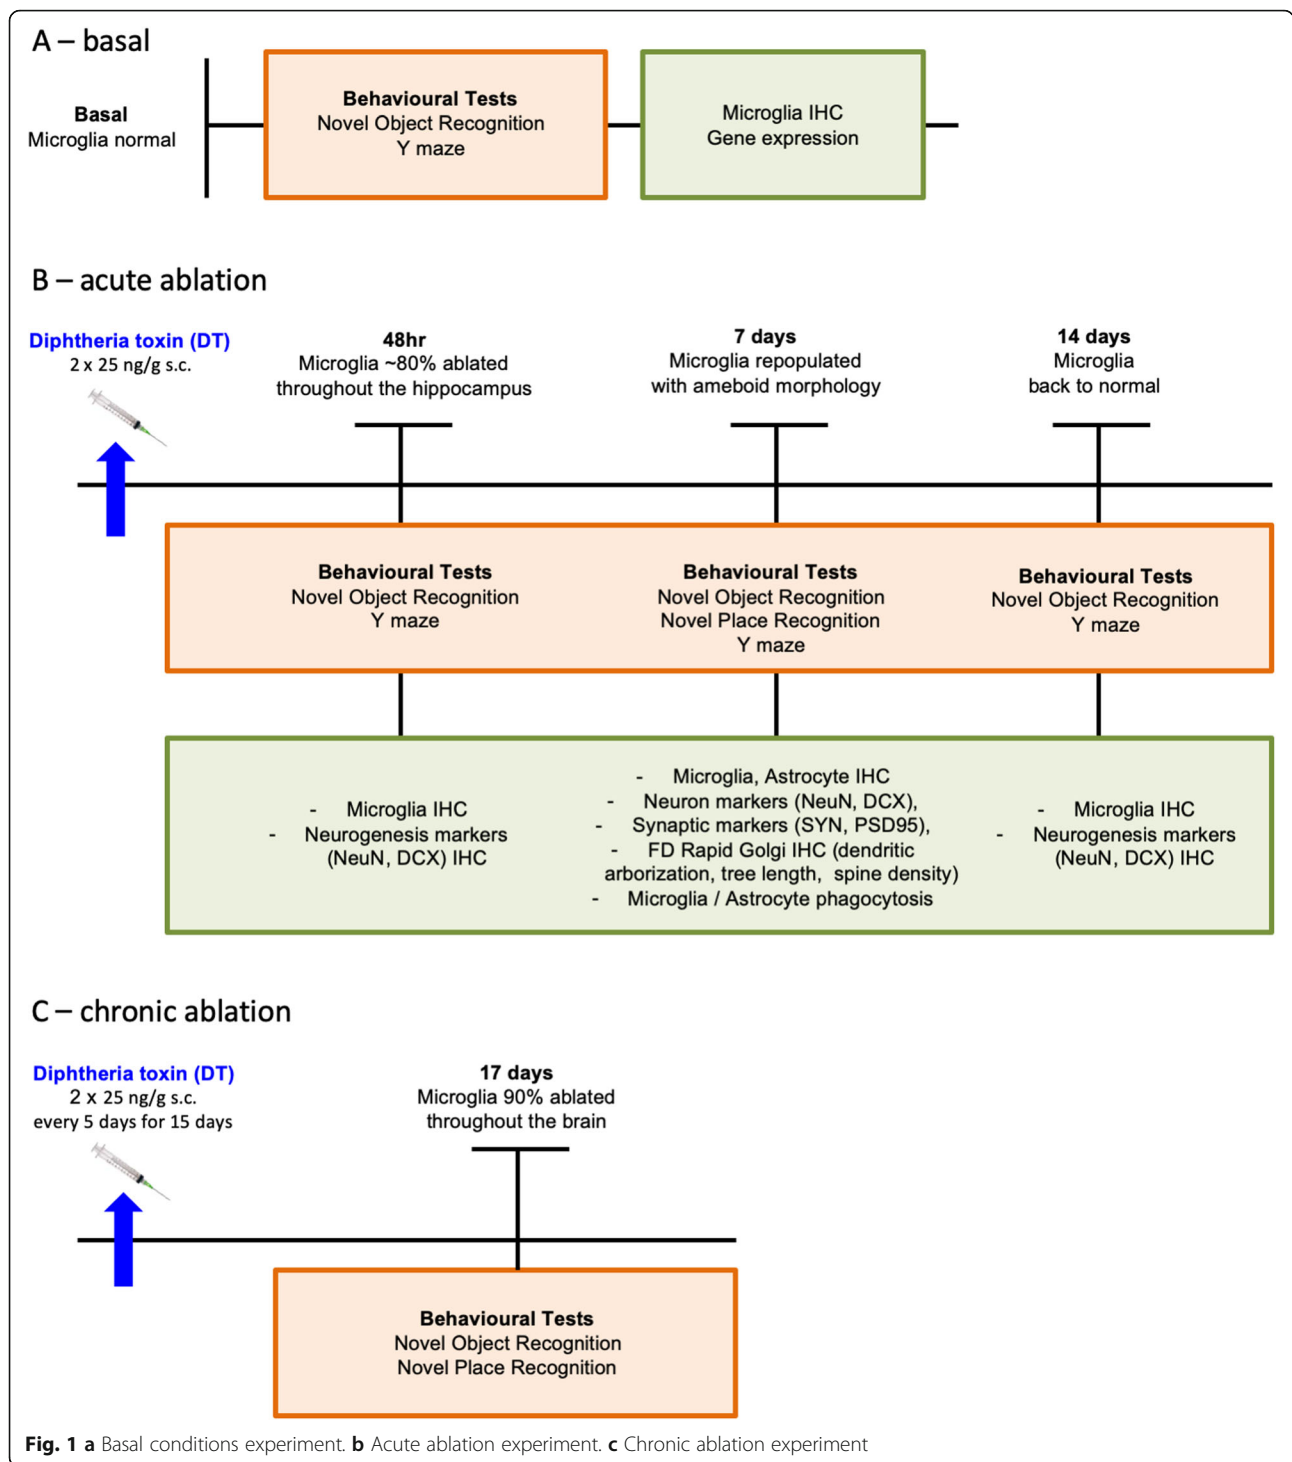 A – basal
Basal
Microglia normal
Behavioural Tests
Novel Object Recognition
Y maze
Microglia IHC
Gene expression
B – acute ablation
Diphtheria toxin (DT)
2 x 25 ng/g s.c.
48hr
Microglia ~80% ablated
throughout the hippocampus
7 days
Microglia repopulated
with ameboid morphology
14 days
Microglia
back to normal
Behavioural Tests
Novel Object Recognition
Y maze
Behavioural Tests
Novel Object Recognition
Novel Place Recognition
Y maze
Behavioural Tests
Novel Object Recognition
Y maze
- Microglia IHC
- Neurogenesis markers
(NeuN, DCX) IHC
- Microglia, Astrocyte IHC
- Neuron markers (NeuN, DCX),
- Synaptic markers (SYN, PSD95),
- FD Rapid Golgi IHC (dendritic
arborization, tree length, spine density)
- Microglia / Astrocyte phagocytosis
- Microglia IHC
- Neurogenesis markers
(NeuN, DCX) IHC
C – chronic ablation
Diphtheria toxin (DT)
2 x 25 ng/g s.c.
every 5 days for 15 days
17 days
Microglia 90% ablated
throughout the brain
Behavioural Tests
Novel Object Recognition
Novel Place Recognition
Fig. 1 a Basal conditions experiment. b Acute ablation experiment. c Chronic ablation experiment